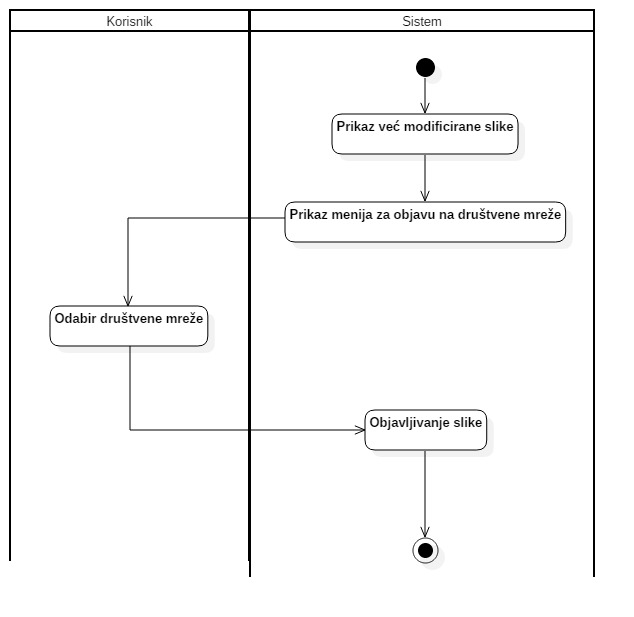 Korisnik
Sistem
Prikaz već modificirane slike
Prikaz menija za objavu na društvene mreže
Odabir društvene mreže
Objavljivanje slike